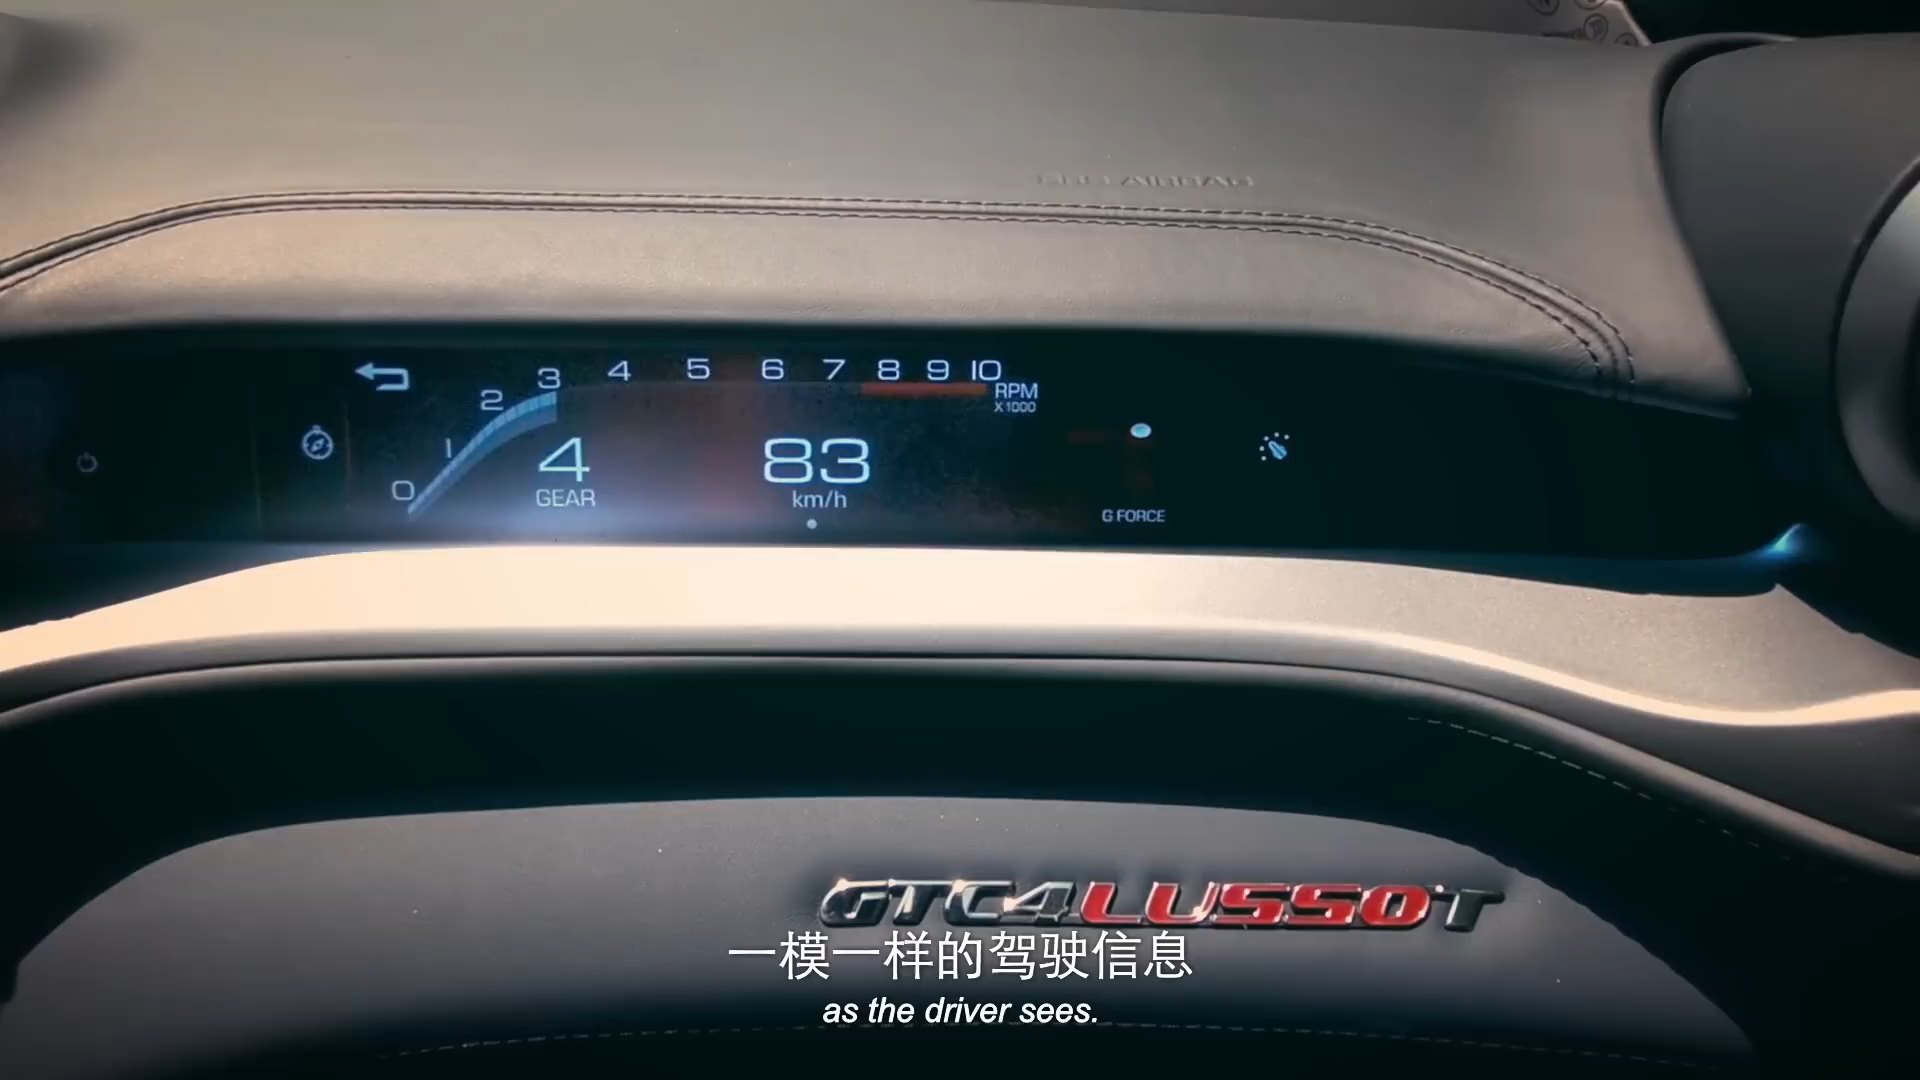 0 1 2 3 4 5 6 7 8 9 10
RPM
X1000
4
GEAR
83
km/h
G FORCE
GTC4LUSSOT
一模一样的驾驶信息
as the driver sees.